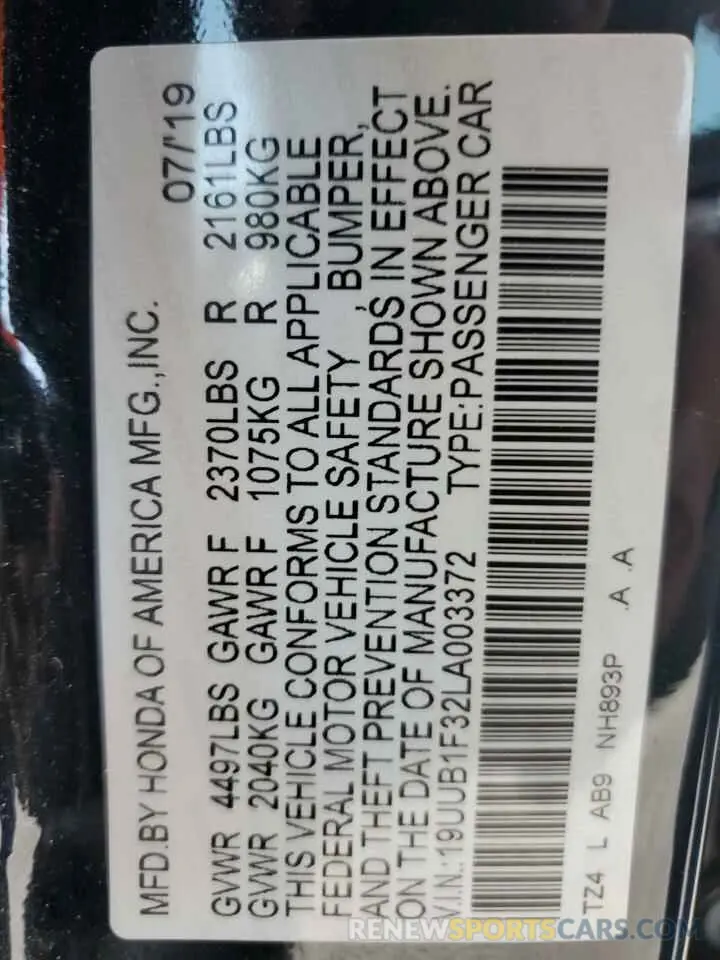 MFD.BY HONDA OF AMERICA MFG.,INC. 07/'19
GVWR 4497LBS GAWR F 2370LBS R 2161LBS
GVWR 2040KG GAWR F 1075KG R 980KG
THIS VEHICLE CONFORMS TO ALL APPLICABLE
FEDERAL MOTOR VEHICLE SAFETY , BUMPER,
AND THEFT PREVENTION STANDARDS IN EFFECT
ON THE DATE OF MANUFACTURE SHOWN ABOVE.
V.I.N.:19UUB1F32LA003372 TYPE:PASSENGER CAR
TZ4 L AB9 NH893P .A .A
RENEWSPORTSCARS.COM